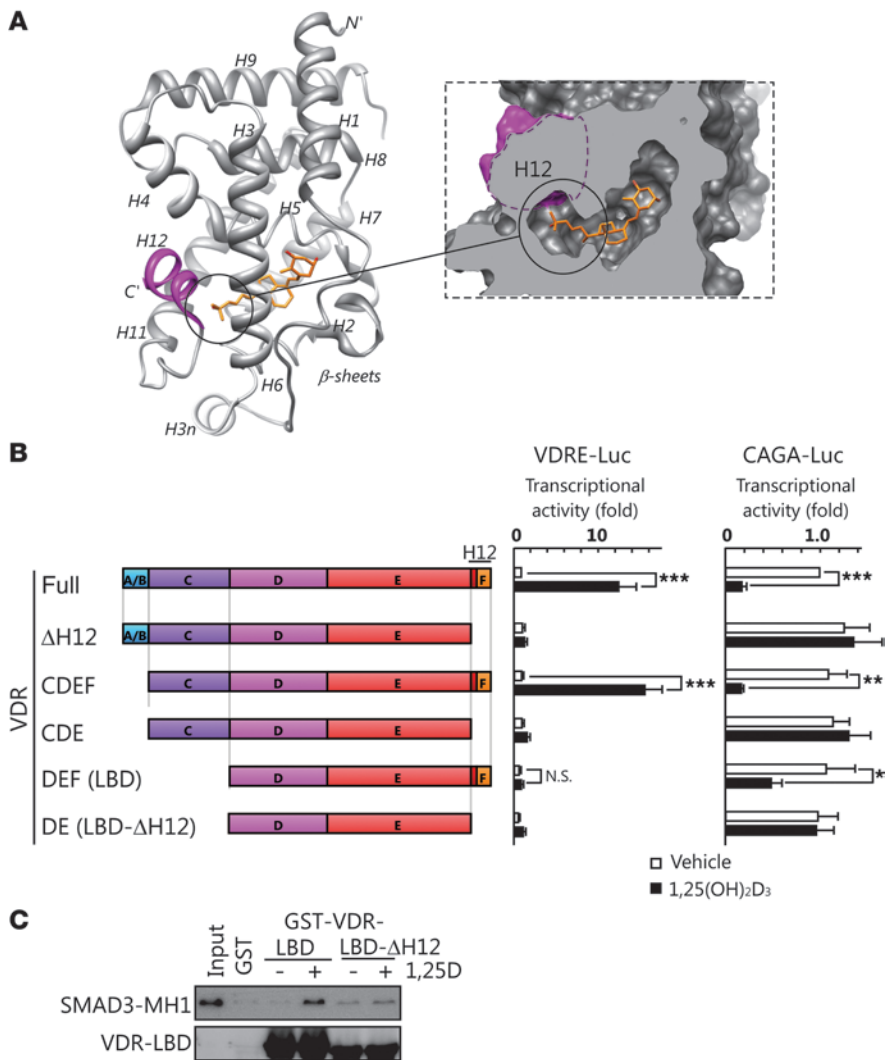 A
N'
H9
H3
H1
H8
H4
H5
H7
H12
H12
C'
H11
H2
H6
β-sheets
H3n
B
VDRE-Luc CAGA-Luc
Transcriptional activity (fold) Transcriptional activity (fold)
0 10 0 1.0
H12
VDR
Full A/B C D E F *** ***
ΔH12 A/B C D E
CDEF C D E F *** **
CDE C D E
DEF (LBD) D E F N.S. *
DE (LBD-ΔH12) D E
Vehicle
1,25(OH)₂D₃
C
GST-VDR-
Input GST LBD LBD-ΔH12
- + - + 1,25D
SMAD3-MH1
VDR-LBD